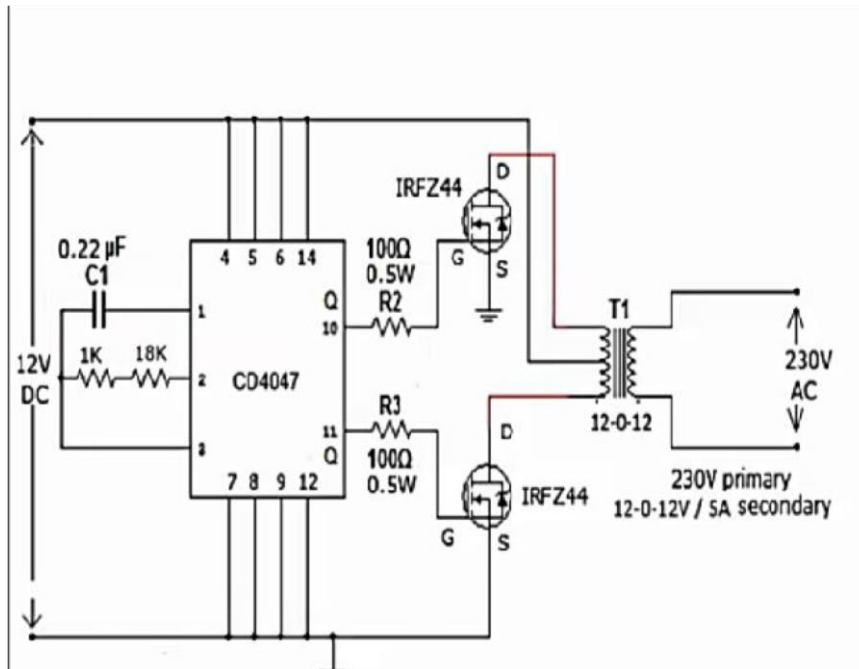 IRFZ44
D
G
S
0.22 µF
C1
4 5 6 14
100Ω
0.5W
R2
Q
1
10
T1
12V
DC
1K
18K
2
CD4047
230V
AC
R3
12-0-12
11
3
Q
100Ω
0.5W
D
7 8 9 12
IRFZ44
G
S
230V primary
12-0-12V / 5A secondary